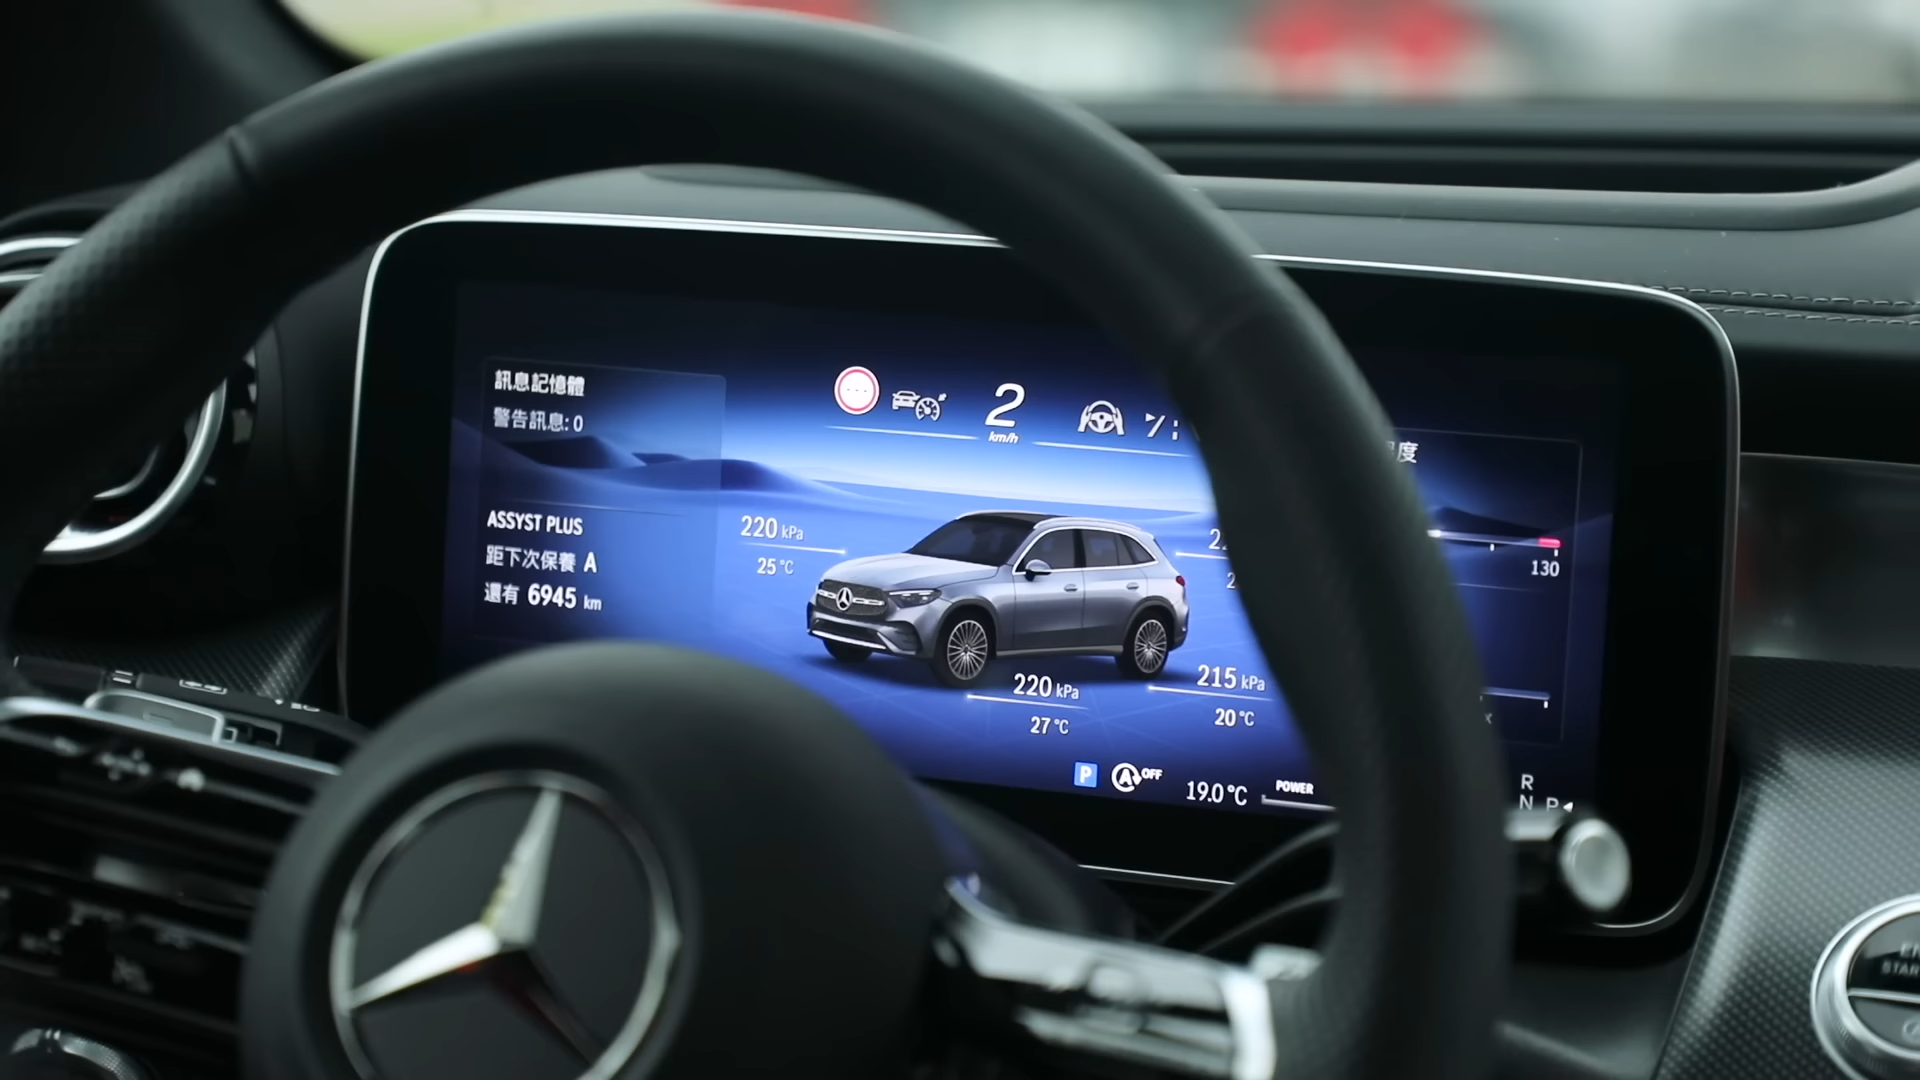 訊息記憶體
警告訊息: 0
ASSYST PLUS
距下次保養 A
還有 6945 km
2
km/h
220 kPa
25 °C
220 kPa
27 °C
215 kPa
20 °C
度
130
P
A OFF
19.0 °C
POWER
R
N P